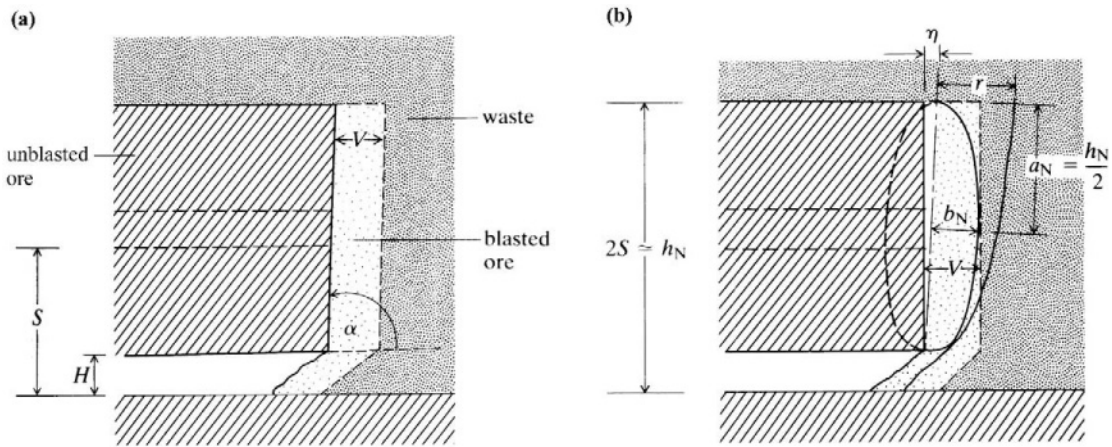 (a)
V
waste
unblasted
ore
blasted
ore
S
α
H
(b)
η
r
a_N = h_N/2
b_N
2S ≃ h_N
V